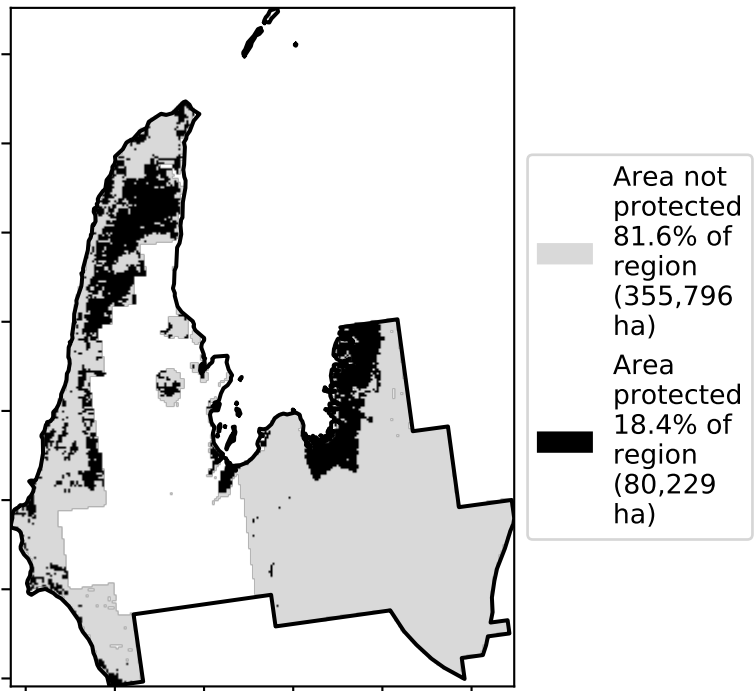 Area not
protected
81.6% of
region
(355,796
ha)
Area
protected
18.4% of
region
(80,229
ha)